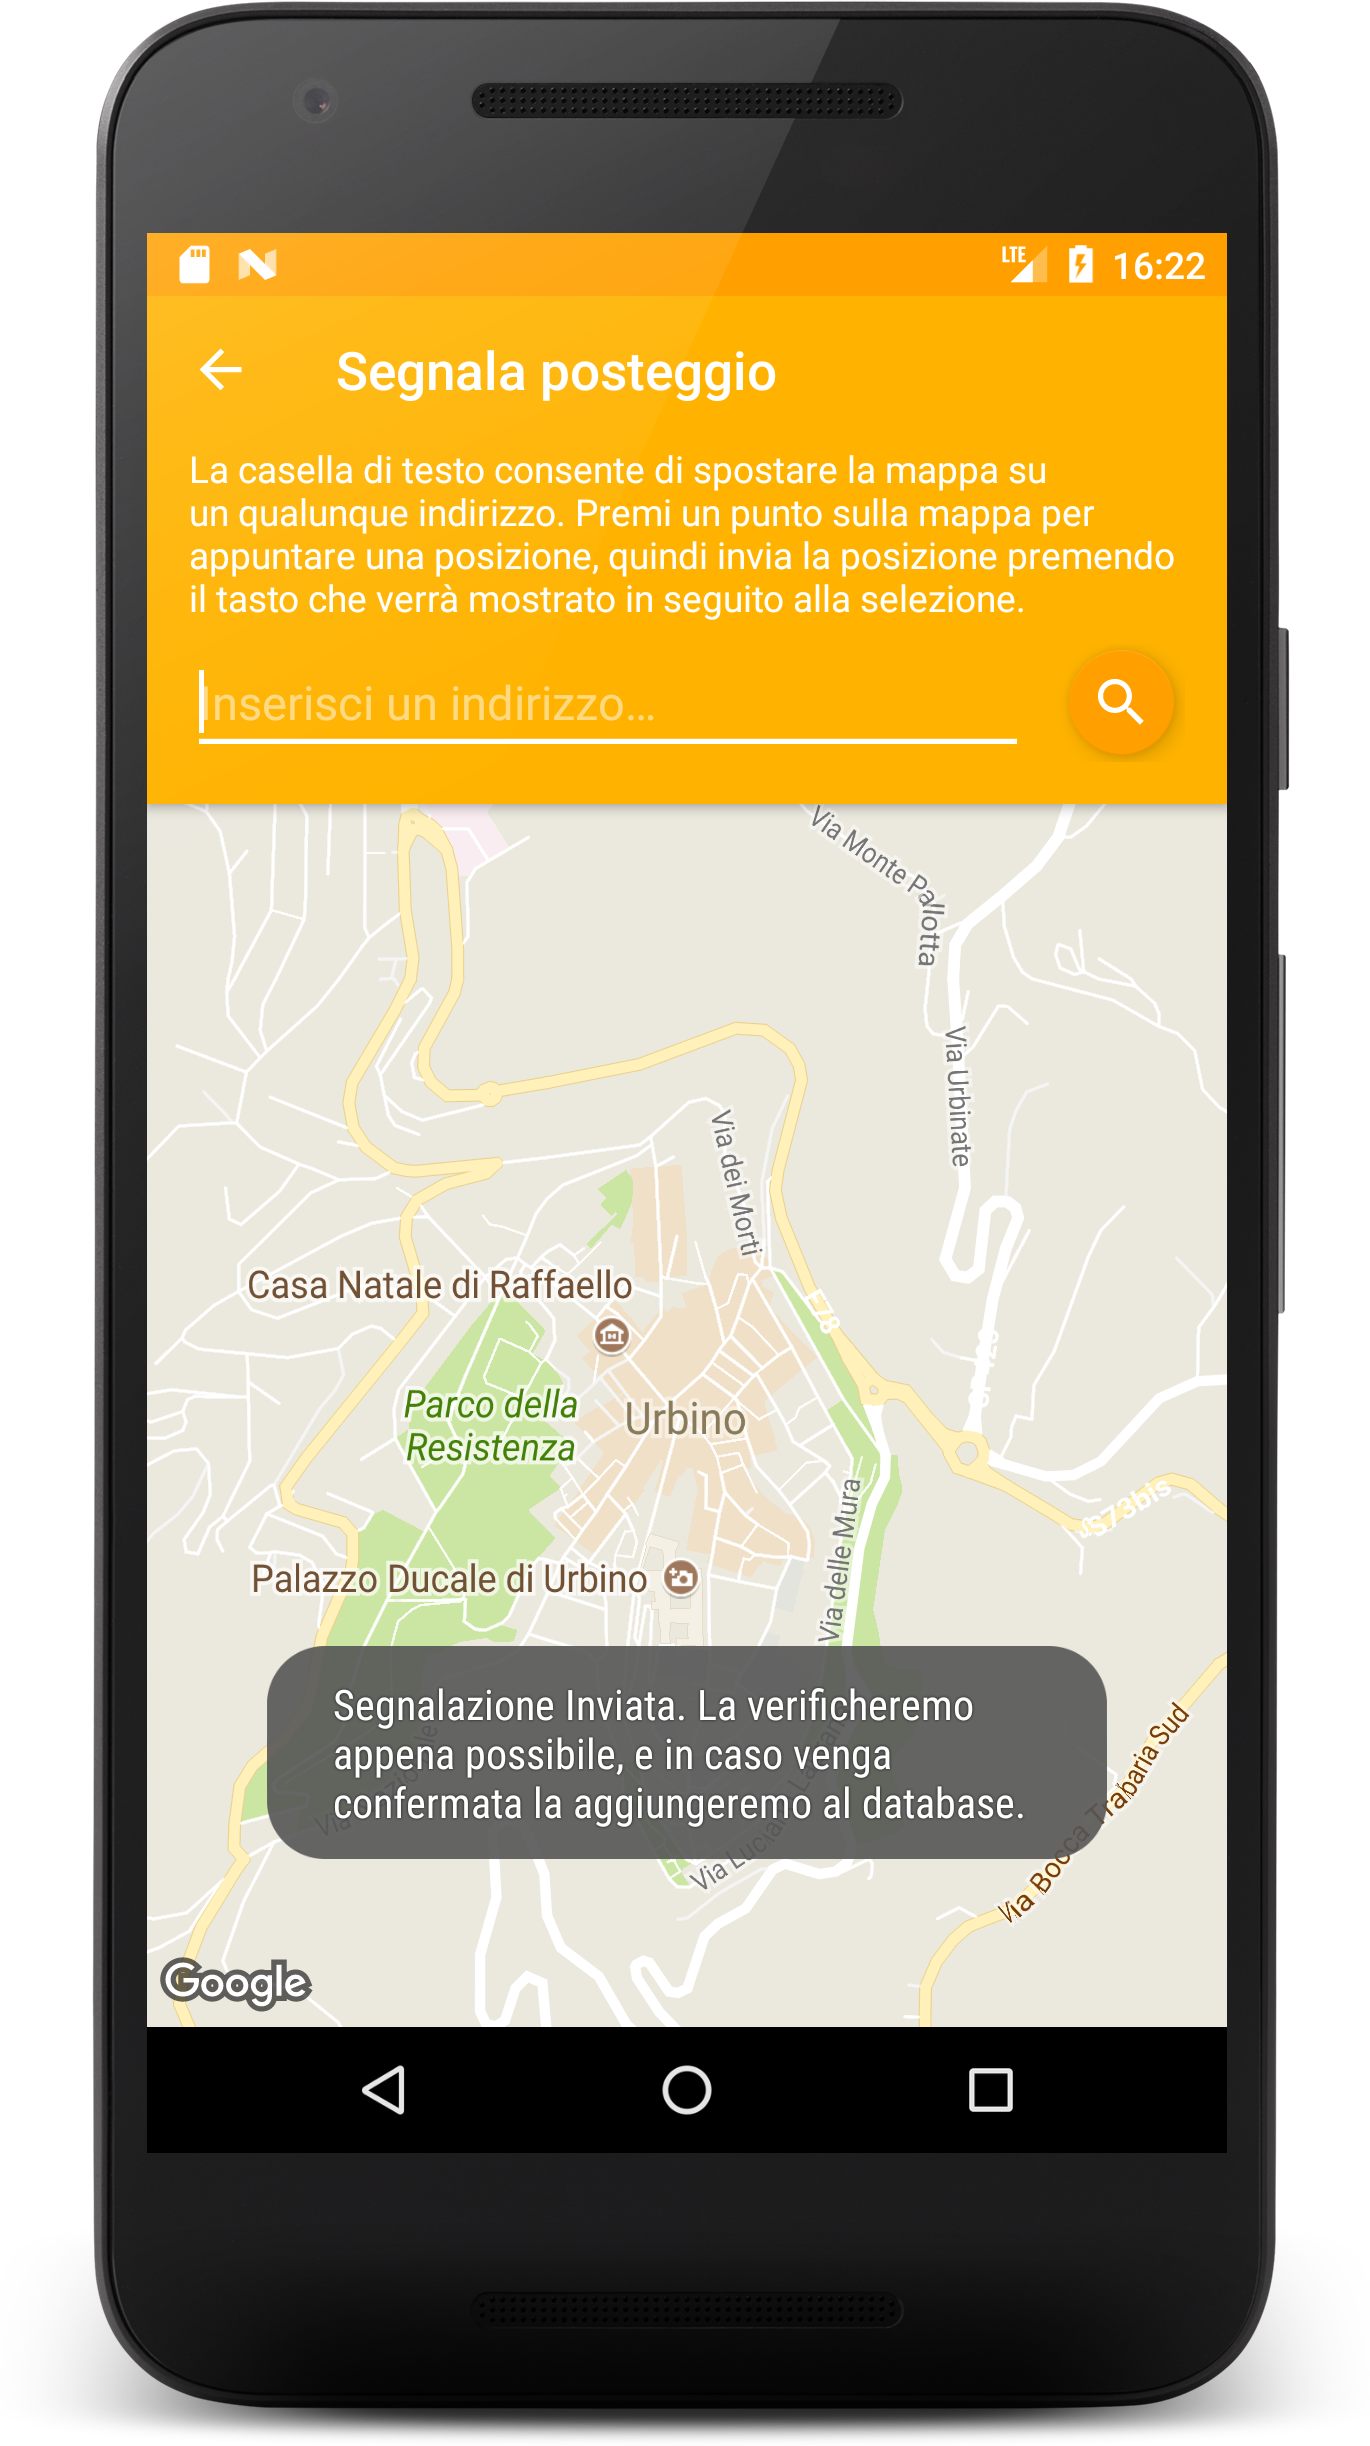 LTE 16:22
Segnala posteggio
La casella di testo consente di spostare la mappa su
un qualunque indirizzo. Premi un punto sulla mappa per
appuntare una posizione, quindi invia la posizione premendo
il tasto che verrà mostrato in seguito alla selezione.
Inserisci un indirizzo...
Via Monte Pallotta
Via Urbinate
Via dei Morti
Casa Natale di Raffaello
E78
Parco della
Resistenza
Urbino
SS73bis
Via delle Mura
Palazzo Ducale di Urbino
Segnalazione Inviata. La verificheremo
appena possibile, e in caso venga
confermata la aggiungeremo al database.
Via Bocca Trabaria Sud
Google